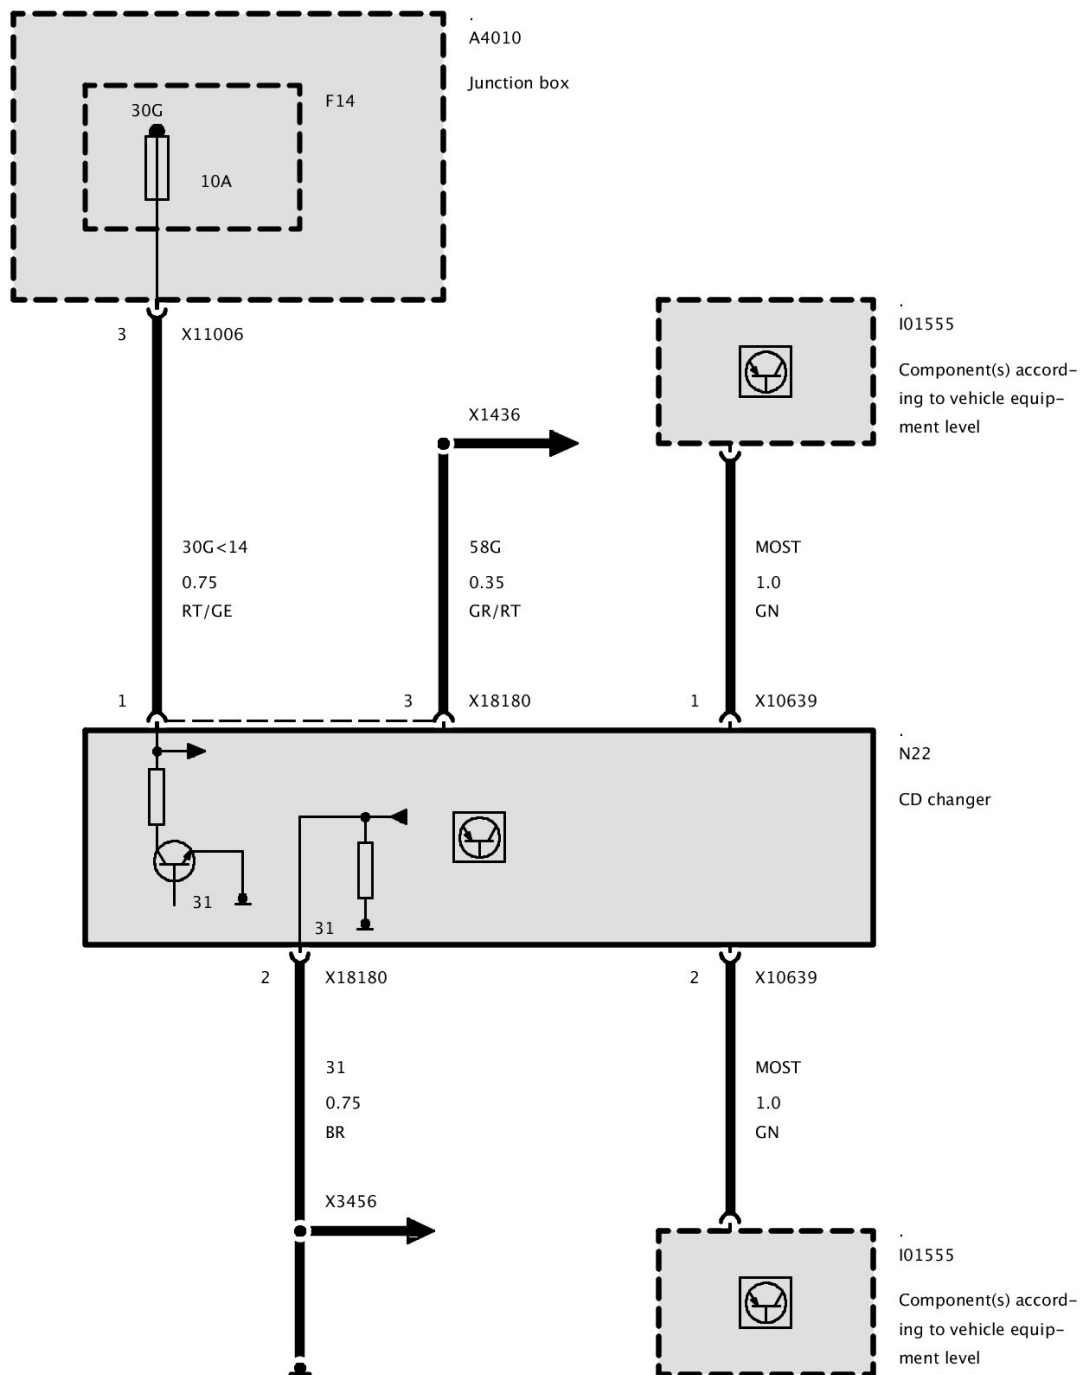 .
A4010
Junction box
F14
30G
10A
3
X11006
.
I01555
Component(s) accord-
ing to vehicle equip-
ment level
X1436
30G<14
0.75
RT/GE
58G
0.35
GR/RT
MOST
1.0
GN
1
3
X18180
1
X10639
.
N22
CD changer
31
31
2
X18180
2
X10639
31
0.75
BR
MOST
1.0
GN
X3456
.
I01555
Component(s) accord-
ing to vehicle equip-
ment level